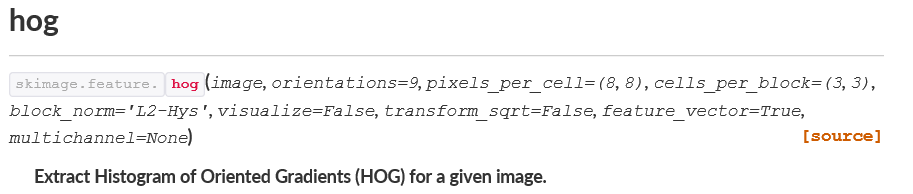 hog
skimage.feature.hog(image, orientations=9, pixels_per_cell=(8, 8), cells_per_block=(3, 3),
block_norm='L2-Hys', visualize=False, transform_sqrt=False, feature_vector=True,
multichannel=None) [source]
Extract Histogram of Oriented Gradients (HOG) for a given image.